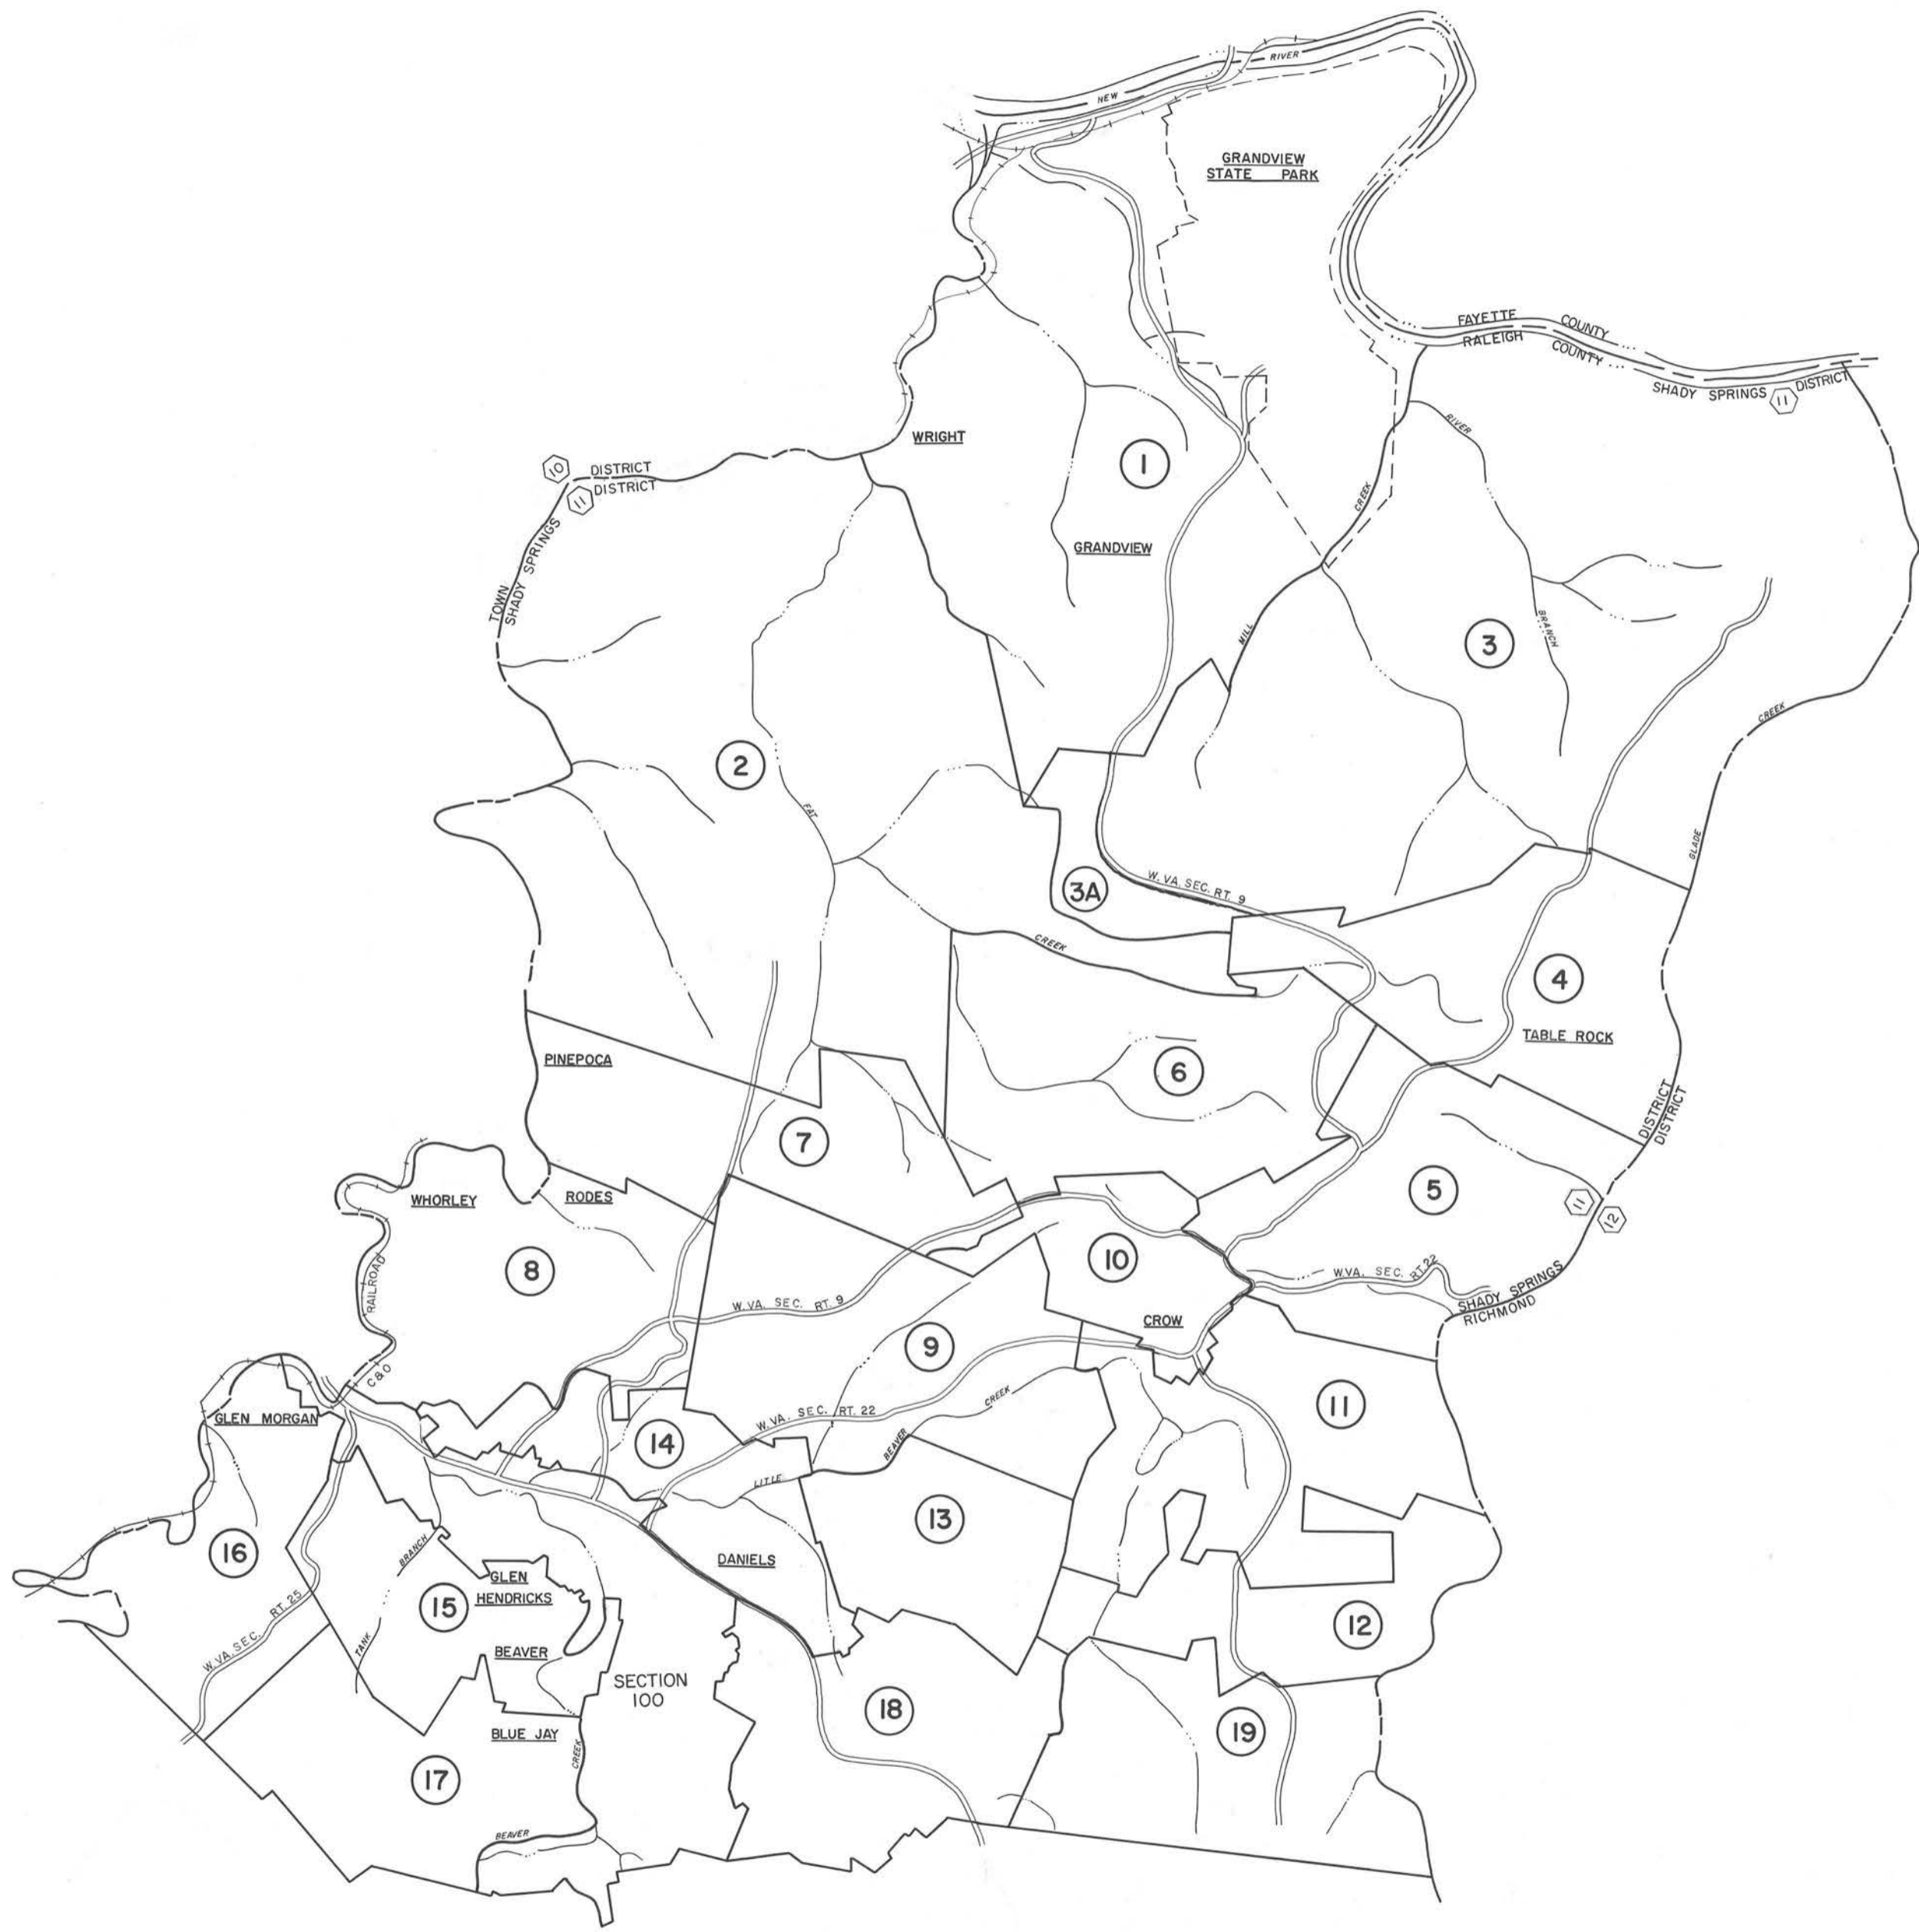 RIVER
NEW
GRANDVIEW
STATE PARK
FAYETTE COUNTY
RALEIGH COUNTY
SHADY SPRINGS 11 DISTRICT
RIVER
WRIGHT
1
10 DISTRICT
11 DISTRICT
CREEK
GRANDVIEW
TOWN
SHADY SPRINGS
BRANCH
MILL
3
CREEK
2
FAT
GLADE
W. VA. SEC. RT. 9
3A
CREEK
4
TABLE ROCK
PINEPOCA
6
DISTRICT
DISTRICT
7
5
11
12
WHORLEY
RODES
10
8
RAILROAD
W.VA. SEC. RT. 22
SHADY SPRINGS
RICHMOND
W. VA. SEC. RT. 9
CROW
9
C & O
CREEK
11
GLEN MORGAN
W. VA. SEC. RT. 22
14
BEAVER
LITLE
13
16
BRANCH
DANIELS
GLEN
HENDRICKS
15
W. VA. SEC. RT. 25
12
TANK
BEAVER
SECTION
100
18
BLUE JAY
19
CREEK
17
BEAVER